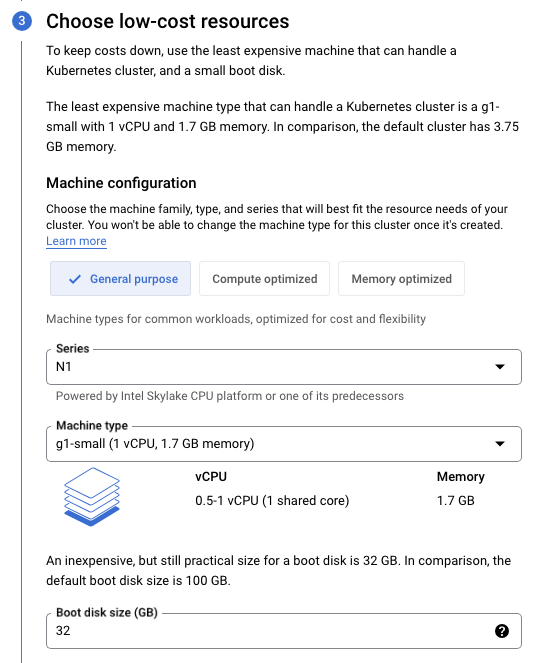 3
Choose low-cost resources
To keep costs down, use the least expensive machine that can handle a
Kubernetes cluster, and a small boot disk.
The least expensive machine type that can handle a Kubernetes cluster is a g1-
small with 1 vCPU and 1.7 GB memory. In comparison, the default cluster has 3.75
GB memory.
Machine configuration
Choose the machine family, type, and series that will best fit the resource needs of your
cluster. You won't be able to change the machine type for this cluster once it's created.
Learn more
General purpose Compute optimized Memory optimized
Machine types for common workloads, optimized for cost and flexibility
Series
N1
Powered by Intel Skylake CPU platform or one of its predecessors
Machine type
g1-small (1 vCPU, 1.7 GB memory)
vCPU Memory
0.5-1 vCPU (1 shared core) 1.7 GB
An inexpensive, but still practical size for a boot disk is 32 GB. In comparison, the
default boot disk size is 100 GB.
Boot disk size (GB)
32 ?